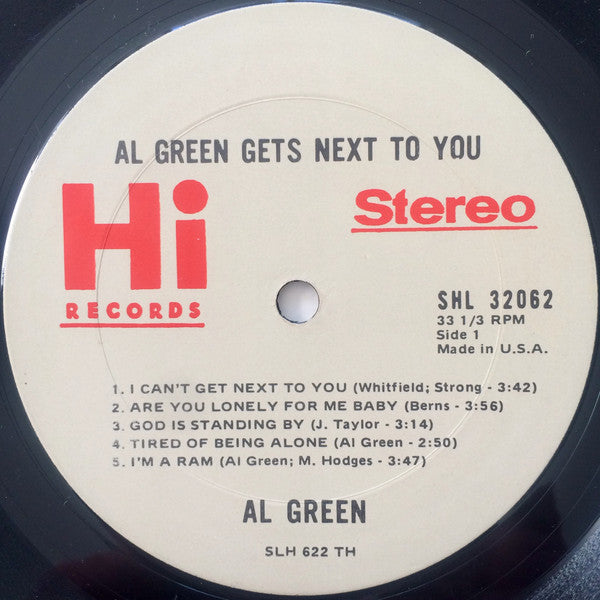 AL GREEN GETS NEXT TO YOU
Hi
RECORDS
Stereo
SHL 32062
33 1/3 RPM
Side 1
Made in U.S.A.
1. I CAN'T GET NEXT TO YOU (Whitfield; Strong - 3:42)
2. ARE YOU LONELY FOR ME BABY (Berns - 3:56)
3. GOD IS STANDING BY (J. Taylor - 3:14)
4. TIRED OF BEING ALONE (Al Green - 2:50)
5. I'M A RAM (Al Green; M. Hodges - 3:47)
AL GREEN
SLH 622 TH